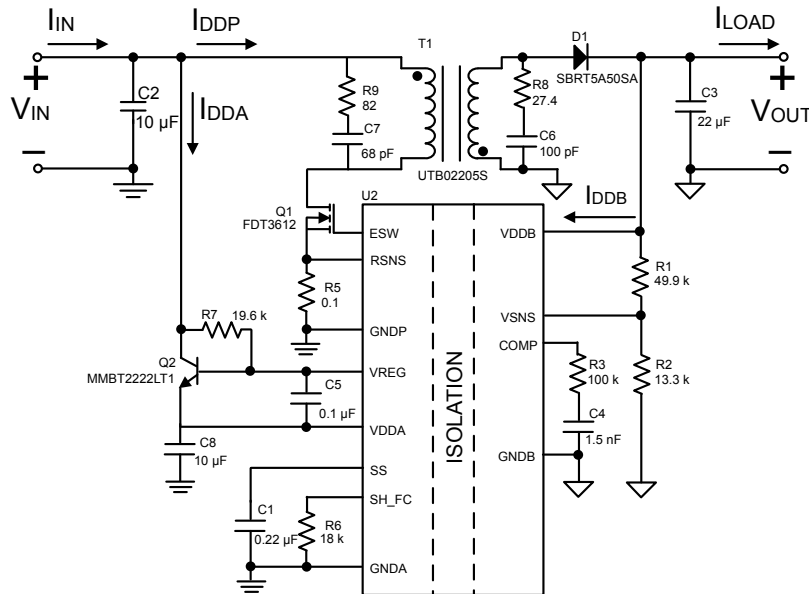 IIN
IDDP
T1
D1
ILOAD
SBRT5A50SA
+
VIN
–
C2
10 µF
IDDA
R9
82
C7
68 pF
R8
27.4
C6
100 pF
C3
22 µF
+
VOUT
–
UTB02205S
Q1
FDT3612
U2
IDDB
ESW
VDDB
RSNS
R5
0.1
R1
49.9 k
R7
19.6 k
GNDP
VSNS
COMP
Q2
MMBT2222LT1
VREG
R3
100 k
R2
13.3 k
C5
0.1 µF
ISOLATION
C4
1.5 nF
VDDA
C8
10 µF
GNDB
SS
SH_FC
C1
0.22 µF
R6
18 k
GNDA